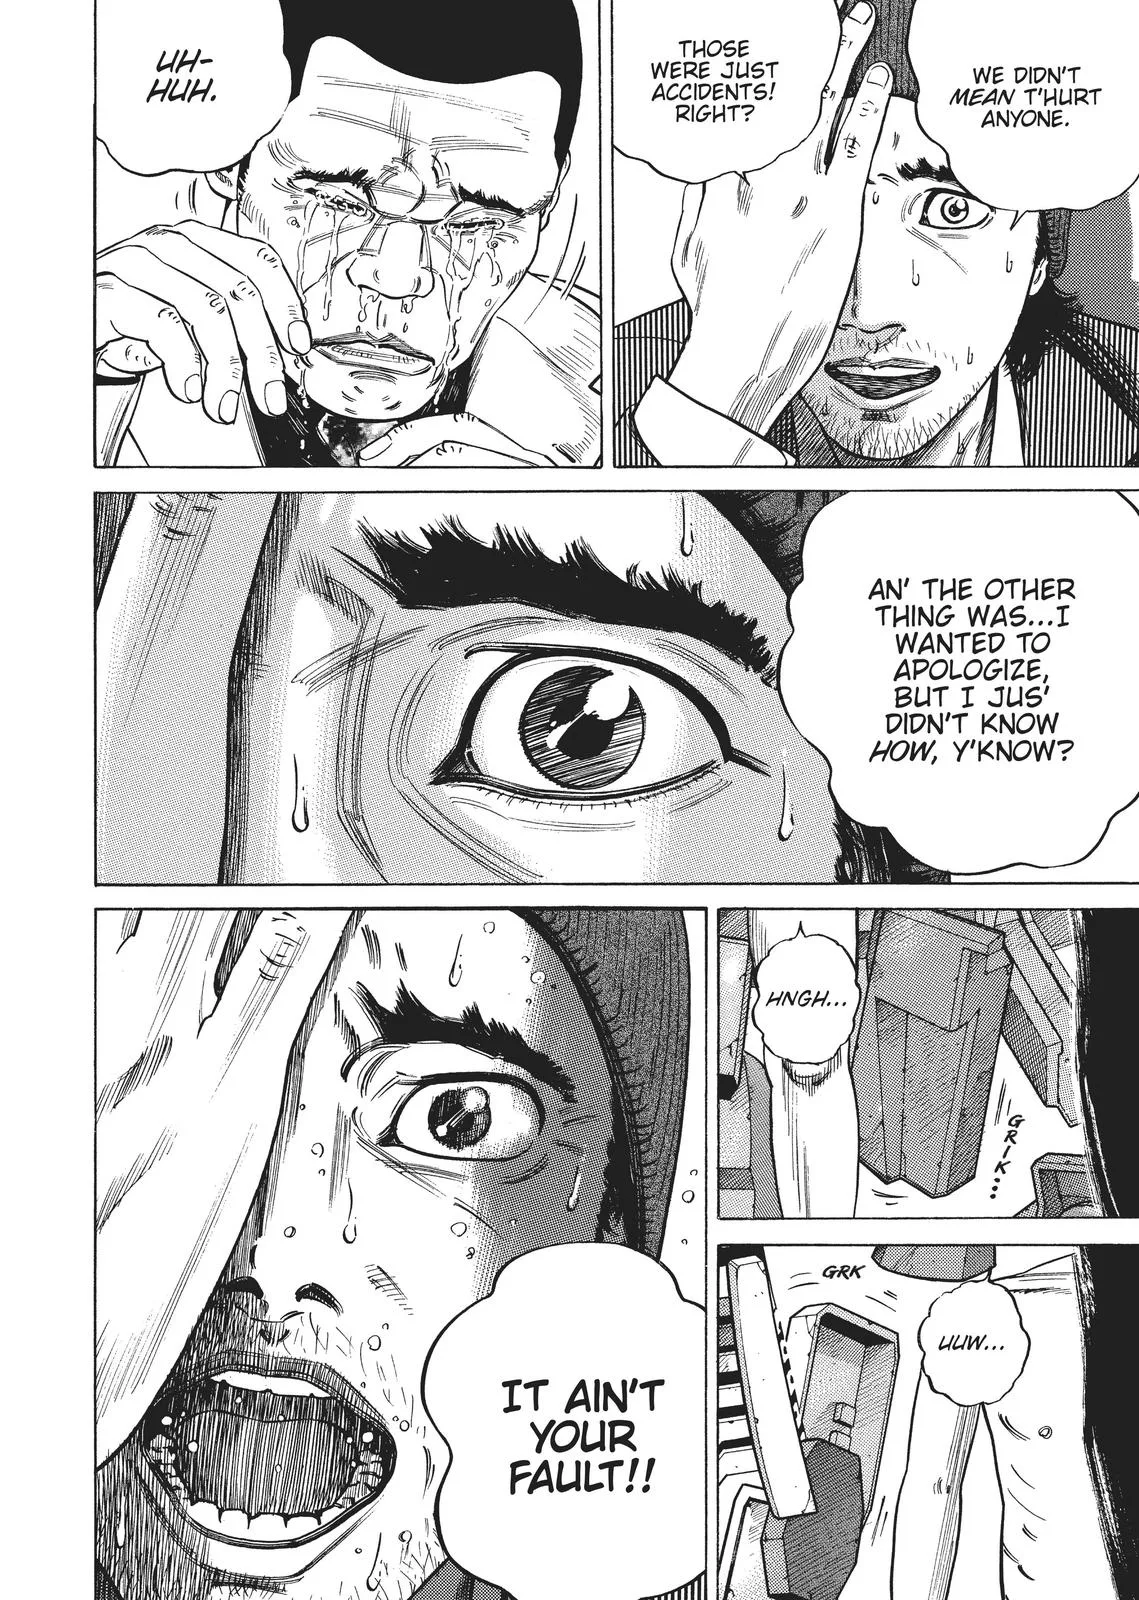 WE DIDN'T
MEAN T'HURT
ANYONE.
THOSE
WERE JUST
ACCIDENTS!
RIGHT?
UH-
HUH.
AN' THE OTHER
THING WAS...I
WANTED TO
APOLOGIZE,
BUT I JUS'
DIDN'T KNOW
HOW, Y'KNOW?
HNGH...
GRIK...
GRK
UUW...
IT AIN'T
YOUR
FAULT!!